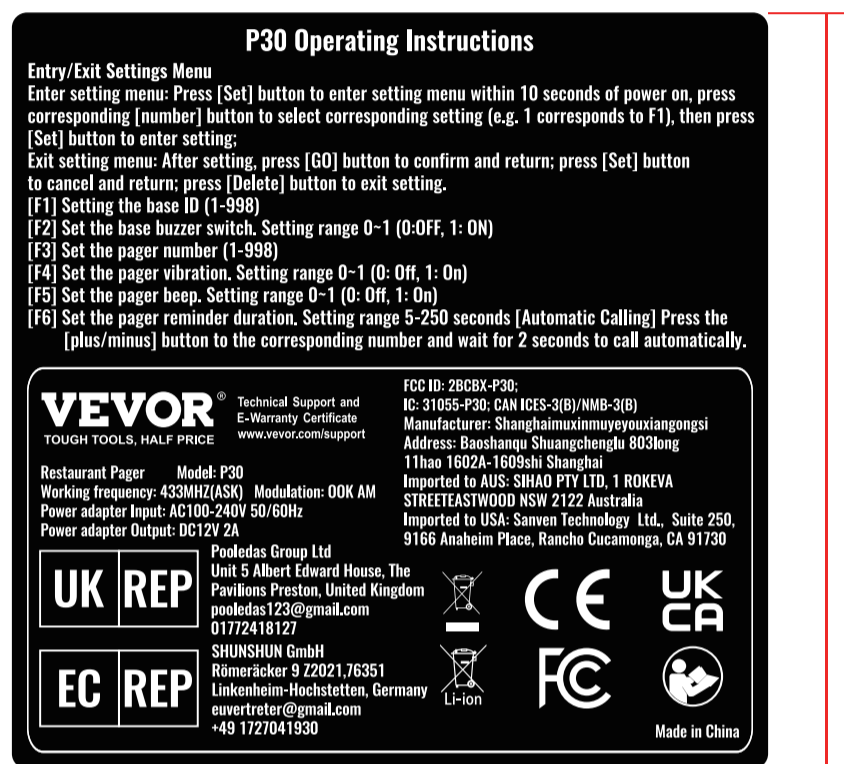 P30 Operating Instructions
Entry/Exit Settings Menu
Enter setting menu: Press [Set] button to enter setting menu within 10 seconds of power on, press
corresponding [number] button to select corresponding setting (e.g. 1 corresponds to F1), then press
[Set] button to enter setting;
Exit setting menu: After setting, press [GO] button to confirm and return; press [Set] button
to cancel and return; press [Delete] button to exit setting.
[F1] Setting the base ID (1-998)
[F2] Set the base buzzer switch. Setting range 0~1 (0:OFF, 1: ON)
[F3] Set the pager number (1-998)
[F4] Set the pager vibration. Setting range 0~1 (0: Off, 1: On)
[F5] Set the pager beep. Setting range 0~1 (0: Off, 1: On)
[F6] Set the pager reminder duration. Setting range 5-250 seconds [Automatic Calling] Press the
[plus/minus] button to the corresponding number and wait for 2 seconds to call automatically.
VEVOR®
TOUGH TOOLS, HALF PRICE
Technical Support and
E-Warranty Certificate
www.vevor.com/support
Restaurant Pager Model: P30
Working frequency: 433MHZ(ASK) Modulation: OOK AM
Power adapter Input: AC100-240V 50/60Hz
Power adapter Output: DC12V 2A
FCC ID: 2BCBX-P30;
IC: 31055-P30; CAN ICES-3(B)/NMB-3(B)
Manufacturer: Shanghaimuxinmuyeyouxiangongsi
Address: Baoshanqu Shuangchenglu 803long
11hao 1602A-1609shi Shanghai
Imported to AUS: SIHAO PTY LTD, 1 ROKEVA
STREETEASTWOOD NSW 2122 Australia
Imported to USA: Sanven Technology Ltd., Suite 250,
9166 Anaheim Place, Rancho Cucamonga, CA 91730
UK REP
Pooledas Group Ltd
Unit 5 Albert Edward House, The
Pavilions Preston, United Kingdom
pooledas123@gmail.com
01772418127
EC REP
SHUNSHUN GmbH
Römeräcker 9 Z2021,76351
Linkenheim-Hochstetten, Germany
euvertreter@gmail.com
+49 1727041930
CE
UK
CA
Li-ion
FC
Made in China